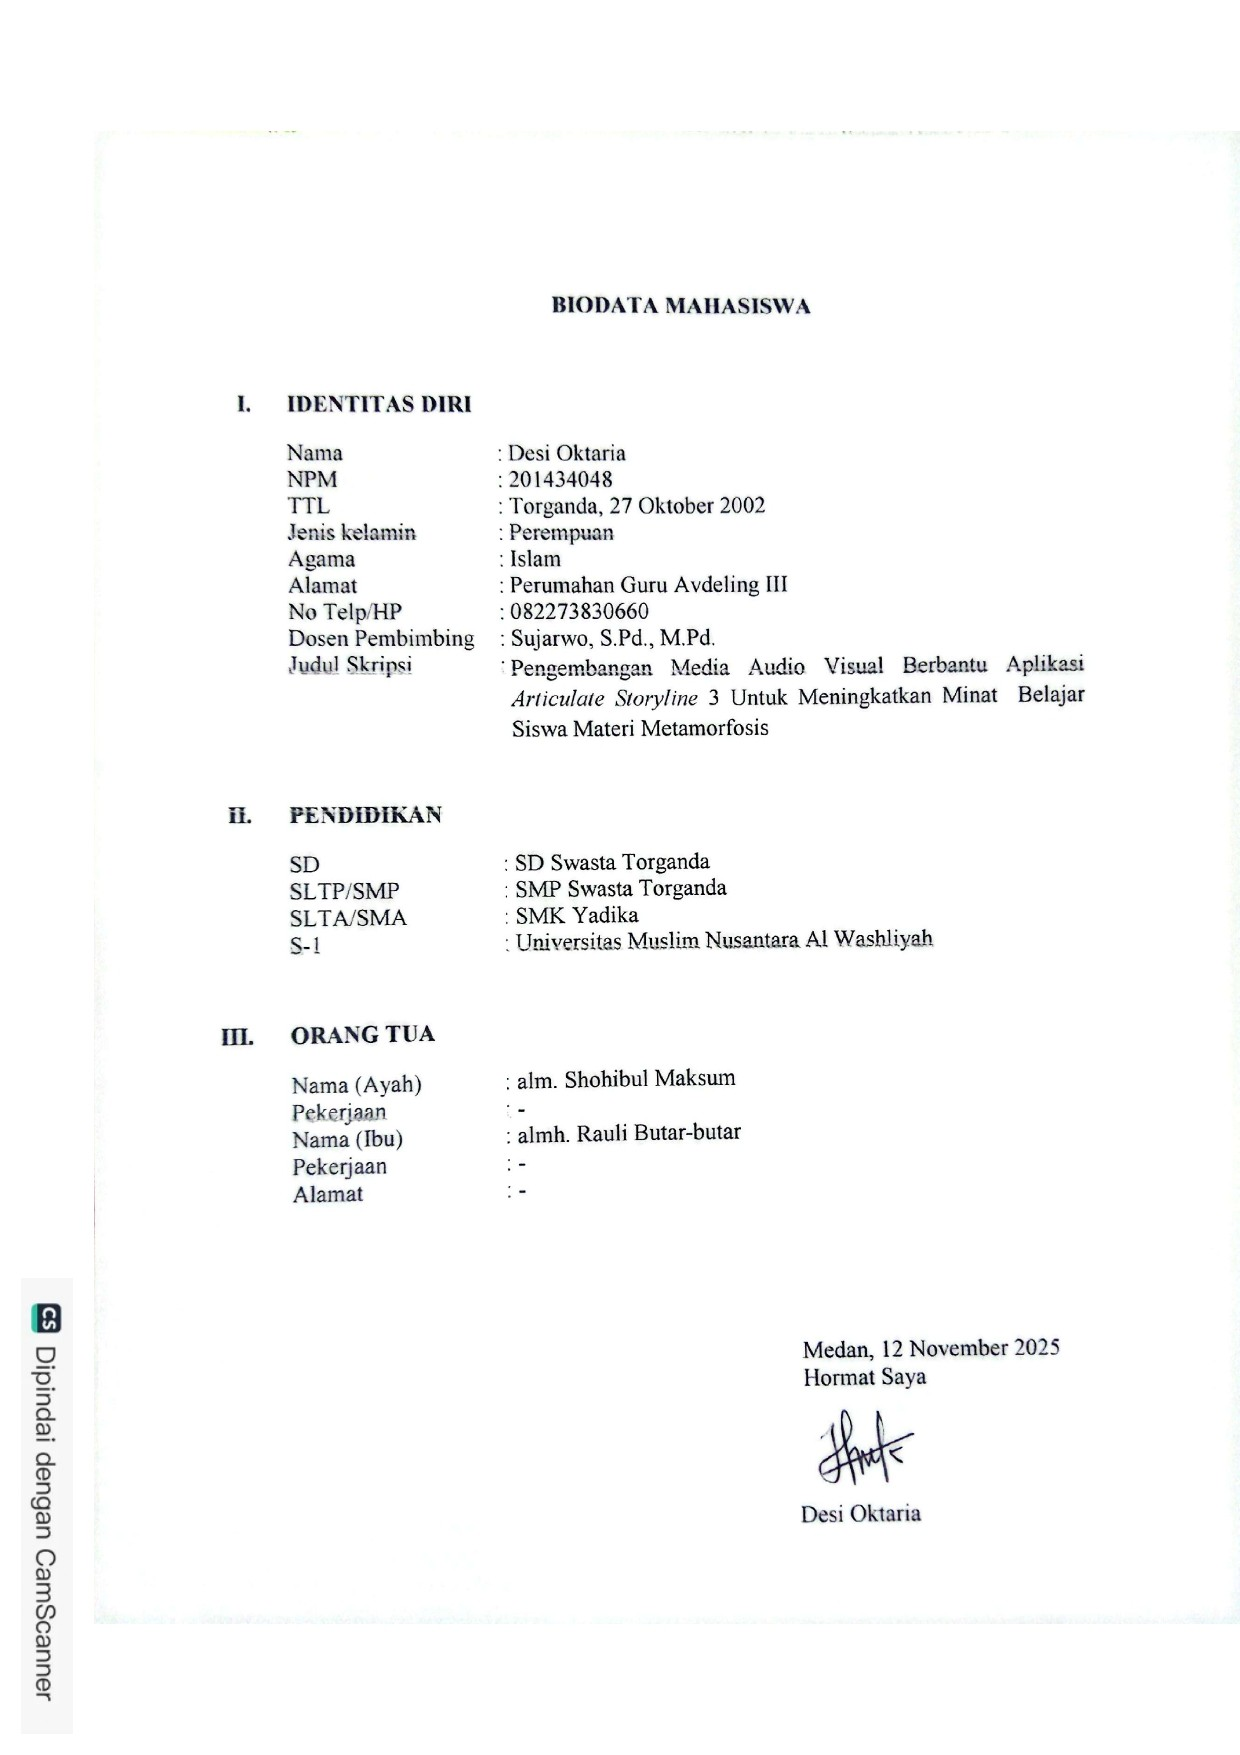 BIODATA MAHASISWA
I. IDENTITAS DIRI
Nama : Desi Oktaria
NPM : 201434048
TTL : Torganda, 27 Oktober 2002
Jenis kelamin : Perempuan
Agama : Islam
Alamat : Perumahan Guru Avdeling III
No Telp/HP : 082273830660
Dosen Pembimbing : Sujarwo, S.Pd., M.Pd.
Judul Skripsi : Pengembangan Media Audio Visual Berbantu Aplikasi
Articulate Storyline 3 Untuk Meningkatkan Minat Belajar
Siswa Materi Metamorfosis
II. PENDIDIKAN
SD : SD Swasta Torganda
SLTP/SMP : SMP Swasta Torganda
SLTA/SMA : SMK Yadika
S-1 : Universitas Muslim Nusantara Al Washliyah
III. ORANG TUA
Nama (Ayah) : alm. Shohibul Maksum
Pekerjaan : -
Nama (Ibu) : almh. Rauli Butar-butar
Pekerjaan : -
Alamat : -
Medan, 12 November 2025
Hormat Saya
Desi Oktaria
CS Dipindai dengan CamScanner